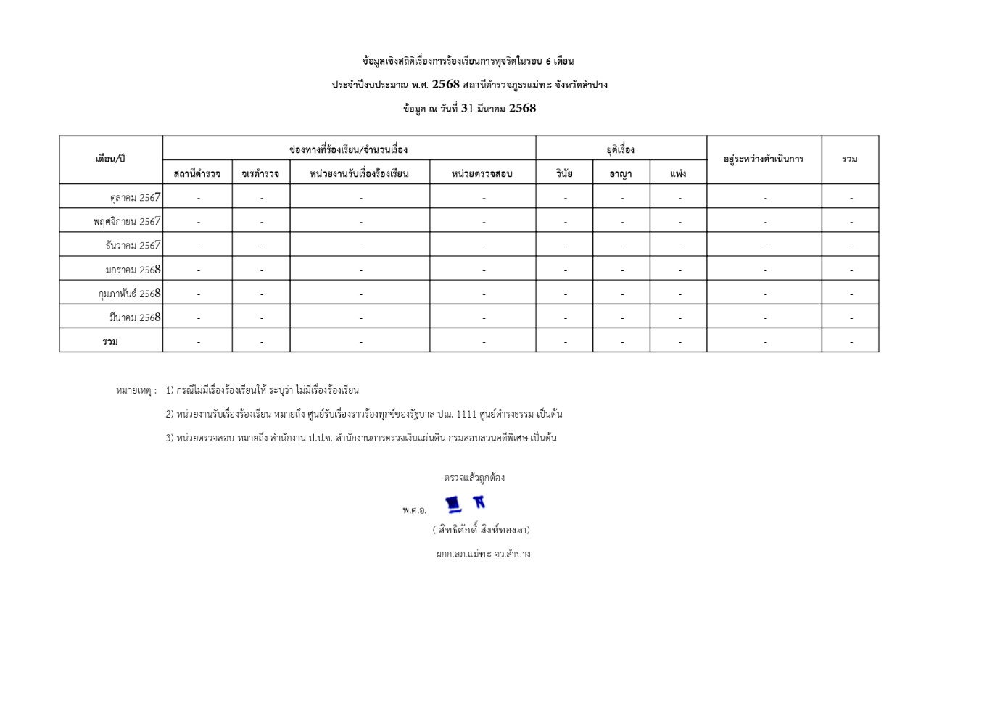 ข้อมูลเชิงสถิติเรื่องการร้องเรียนการทุจริตในรอบ 6 เดือน
ประจำปีงบประมาณ พ.ศ. 2568 สถานีตำรวจภูธรแม่ทะ จังหวัดลำปาง
ข้อมูล ณ วันที่ 31 มีนาคม 2568
เดือน/ปี ช่องทางที่ร้องเรียน/จำนวนเรื่อง ยุติเรื่อง อยู่ระหว่างดำเนินการ รวม
สถานีตำรวจ จเรตำรวจ หน่วยงานรับเรื่องร้องเรียน หน่วยตรวจสอบ วินัย อาญา แพ่ง
ตุลาคม 2567 - - - - - - - - -
พฤศจิกายน 2567 - - - - - - - - -
ธันวาคม 2567 - - - - - - - - -
มกราคม 2568 - - - - - - - - -
กุมภาพันธ์ 2568 - - - - - - - - -
มีนาคม 2568 - - - - - - - - -
รวม - - - - - - - - -
หมายเหตุ : 1) กรณีไม่มีเรื่องร้องเรียนให้ ระบุว่า ไม่มีเรื่องร้องเรียน
2) หน่วยงานรับเรื่องร้องเรียน หมายถึง ศูนย์รับเรื่องราวร้องทุกข์ของรัฐบาล ปณ. 1111 ศูนย์ดำรงธรรม เป็นต้น
3) หน่วยตรวจสอบ หมายถึง สำนักงาน ป.ป.ช. สำนักงานการตรวจเงินแผ่นดิน กรมสอบสวนคดีพิเศษ เป็นต้น
ตรวจแล้วถูกต้อง
พ.ต.อ.
( สิทธิศักดิ์ สิงห์ทองลา)
ผกก.สภ.แม่ทะ จว.ลำปาง